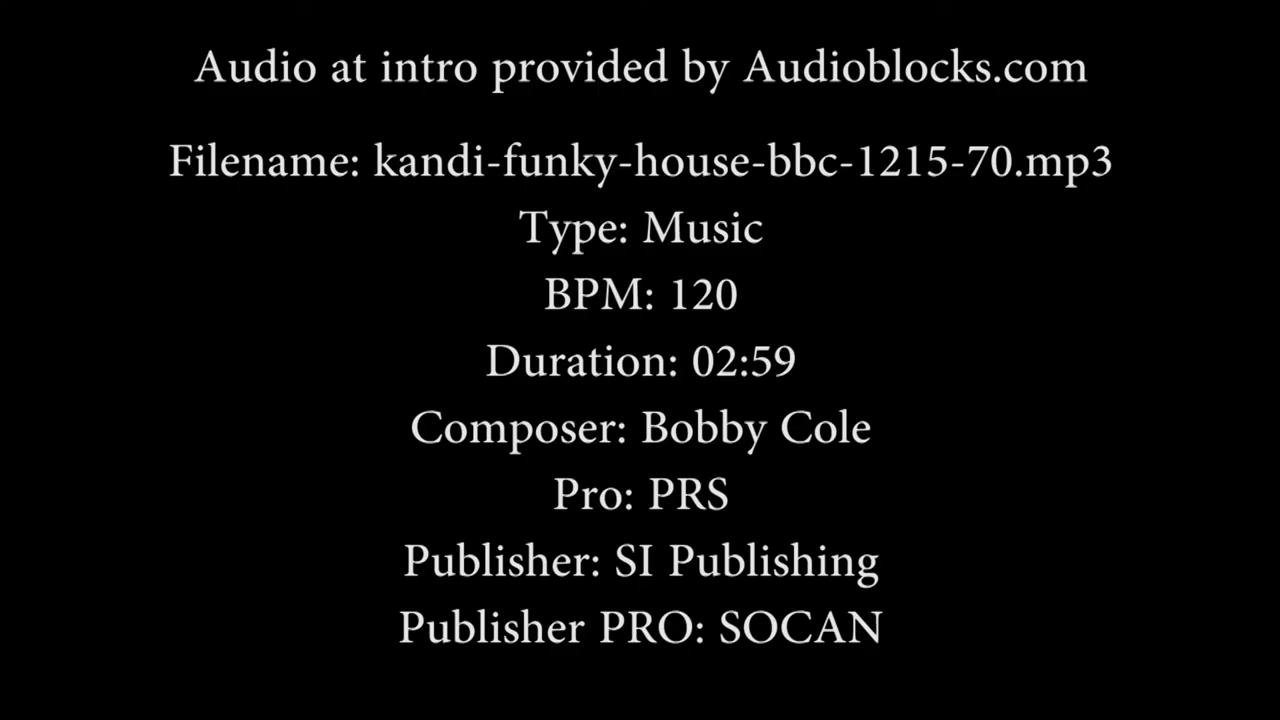 Audio at intro provided by Audioblocks.com
Filename: kandi-funky-house-bbc-1215-70.mp3
Type: Music
BPM: 120
Duration: 02:59
Composer: Bobby Cole
Pro: PRS
Publisher: SI Publishing
Publisher PRO: SOCAN